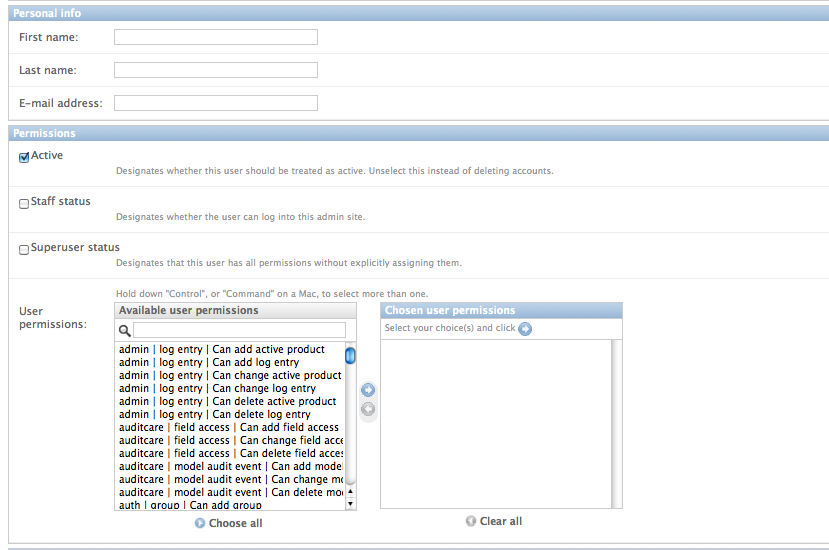 Personal info
First name:
Last name:
E-mail address:
Permissions
Active
Designates whether this user should be treated as active. Unselect this instead of deleting accounts.
Staff status
Designates whether the user can log into this admin site.
Superuser status
Designates that this user has all permissions without explicitly assigning them.
Hold down "Control", or "Command" on a Mac, to select more than one.
User
permissions:
Available user permissions
admin | log entry | Can add active product
admin | log entry | Can add log entry
admin | log entry | Can change active product
admin | log entry | Can change log entry
admin | log entry | Can delete active product
admin | log entry | Can delete log entry
auditcare | field access | Can add field access
auditcare | field access | Can change field acce
auditcare | field access | Can delete field acces
auditcare | model audit event | Can add model
auditcare | model audit event | Can change mo
auditcare | model audit event | Can delete mo
auth | group | Can add group
Choose all
Chosen user permissions
Select your choice(s) and click
Clear all